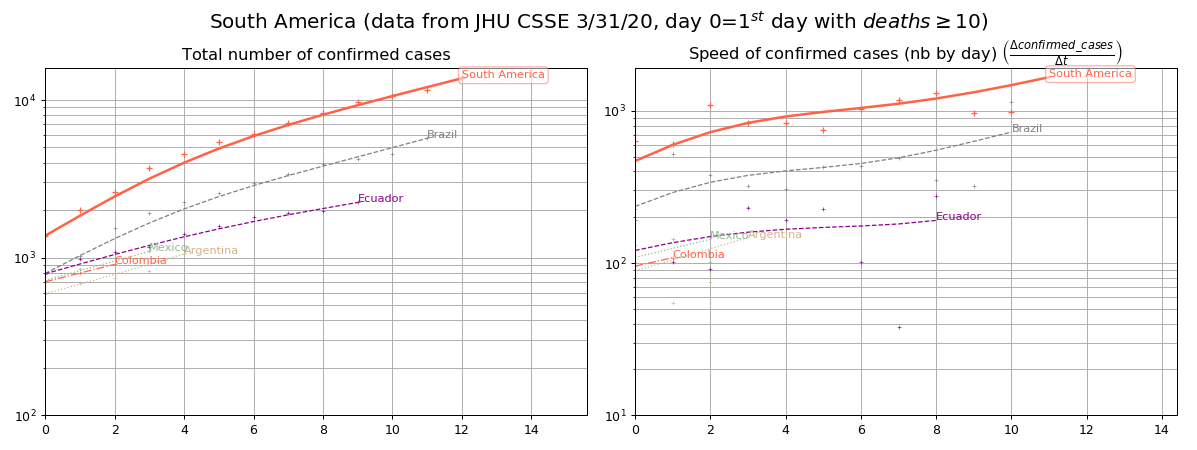 South America (data from JHU CSSE 3/31/20, day 0=1st day with deaths ≥ 10)
Total number of confirmed cases
Speed of confirmed cases (nb by day) (Δconfirmed_cases/Δt)
South America
Brazil
Ecuador
Mexico
Argentina
Colombia
10^4
10^3
10^2
0 2 4 6 8 10 12 14
South America
Brazil
Ecuador
Mexico
Argentina
Colombia
10^3
10^2
10^1
0 2 4 6 8 10 12 14